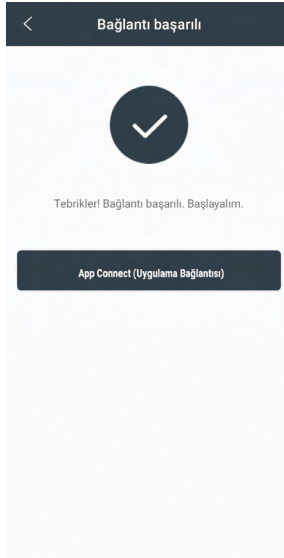 Bağlantı başarılı
Tebrikler! Bağlantı başarılı. Başlayalım.
App Connect (Uygulama Bağlantısı)